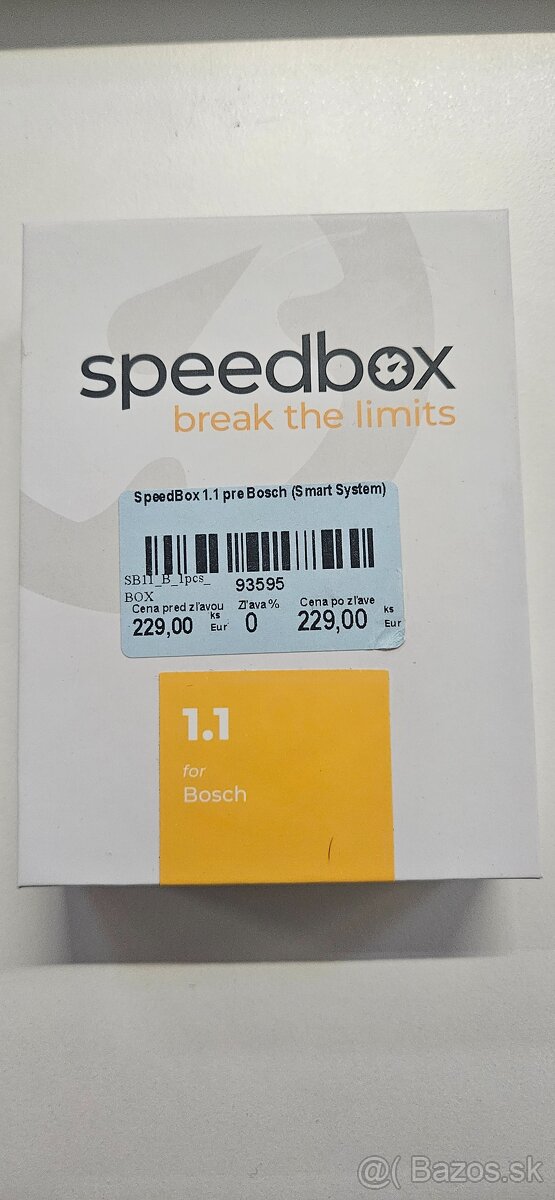 speedbox
break the limits
SpeedBox 1.1 pre Bosch (Smart System)
SB11_B_1pcs_
BOX
93595
Cena pred zľavou Zľava % Cena po zľave
229,00 ks Eur 0 229,00 ks Eur
1.1
for
Bosch
@( Bazos.sk